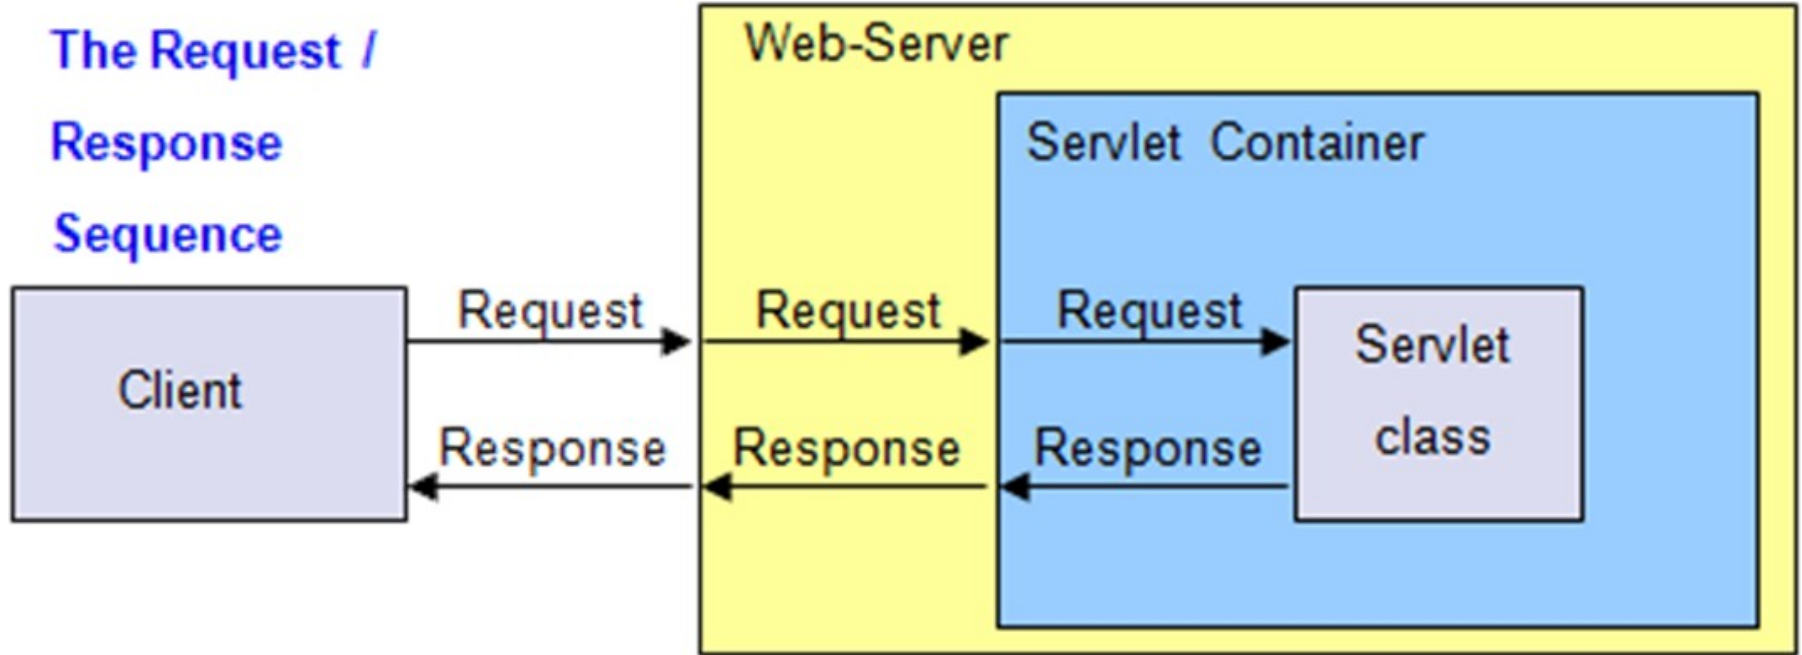 The Request /
Response
Sequence
Web-Server
Servlet Container
Client
Request
Request
Request
Servlet
class
Response
Response
Response